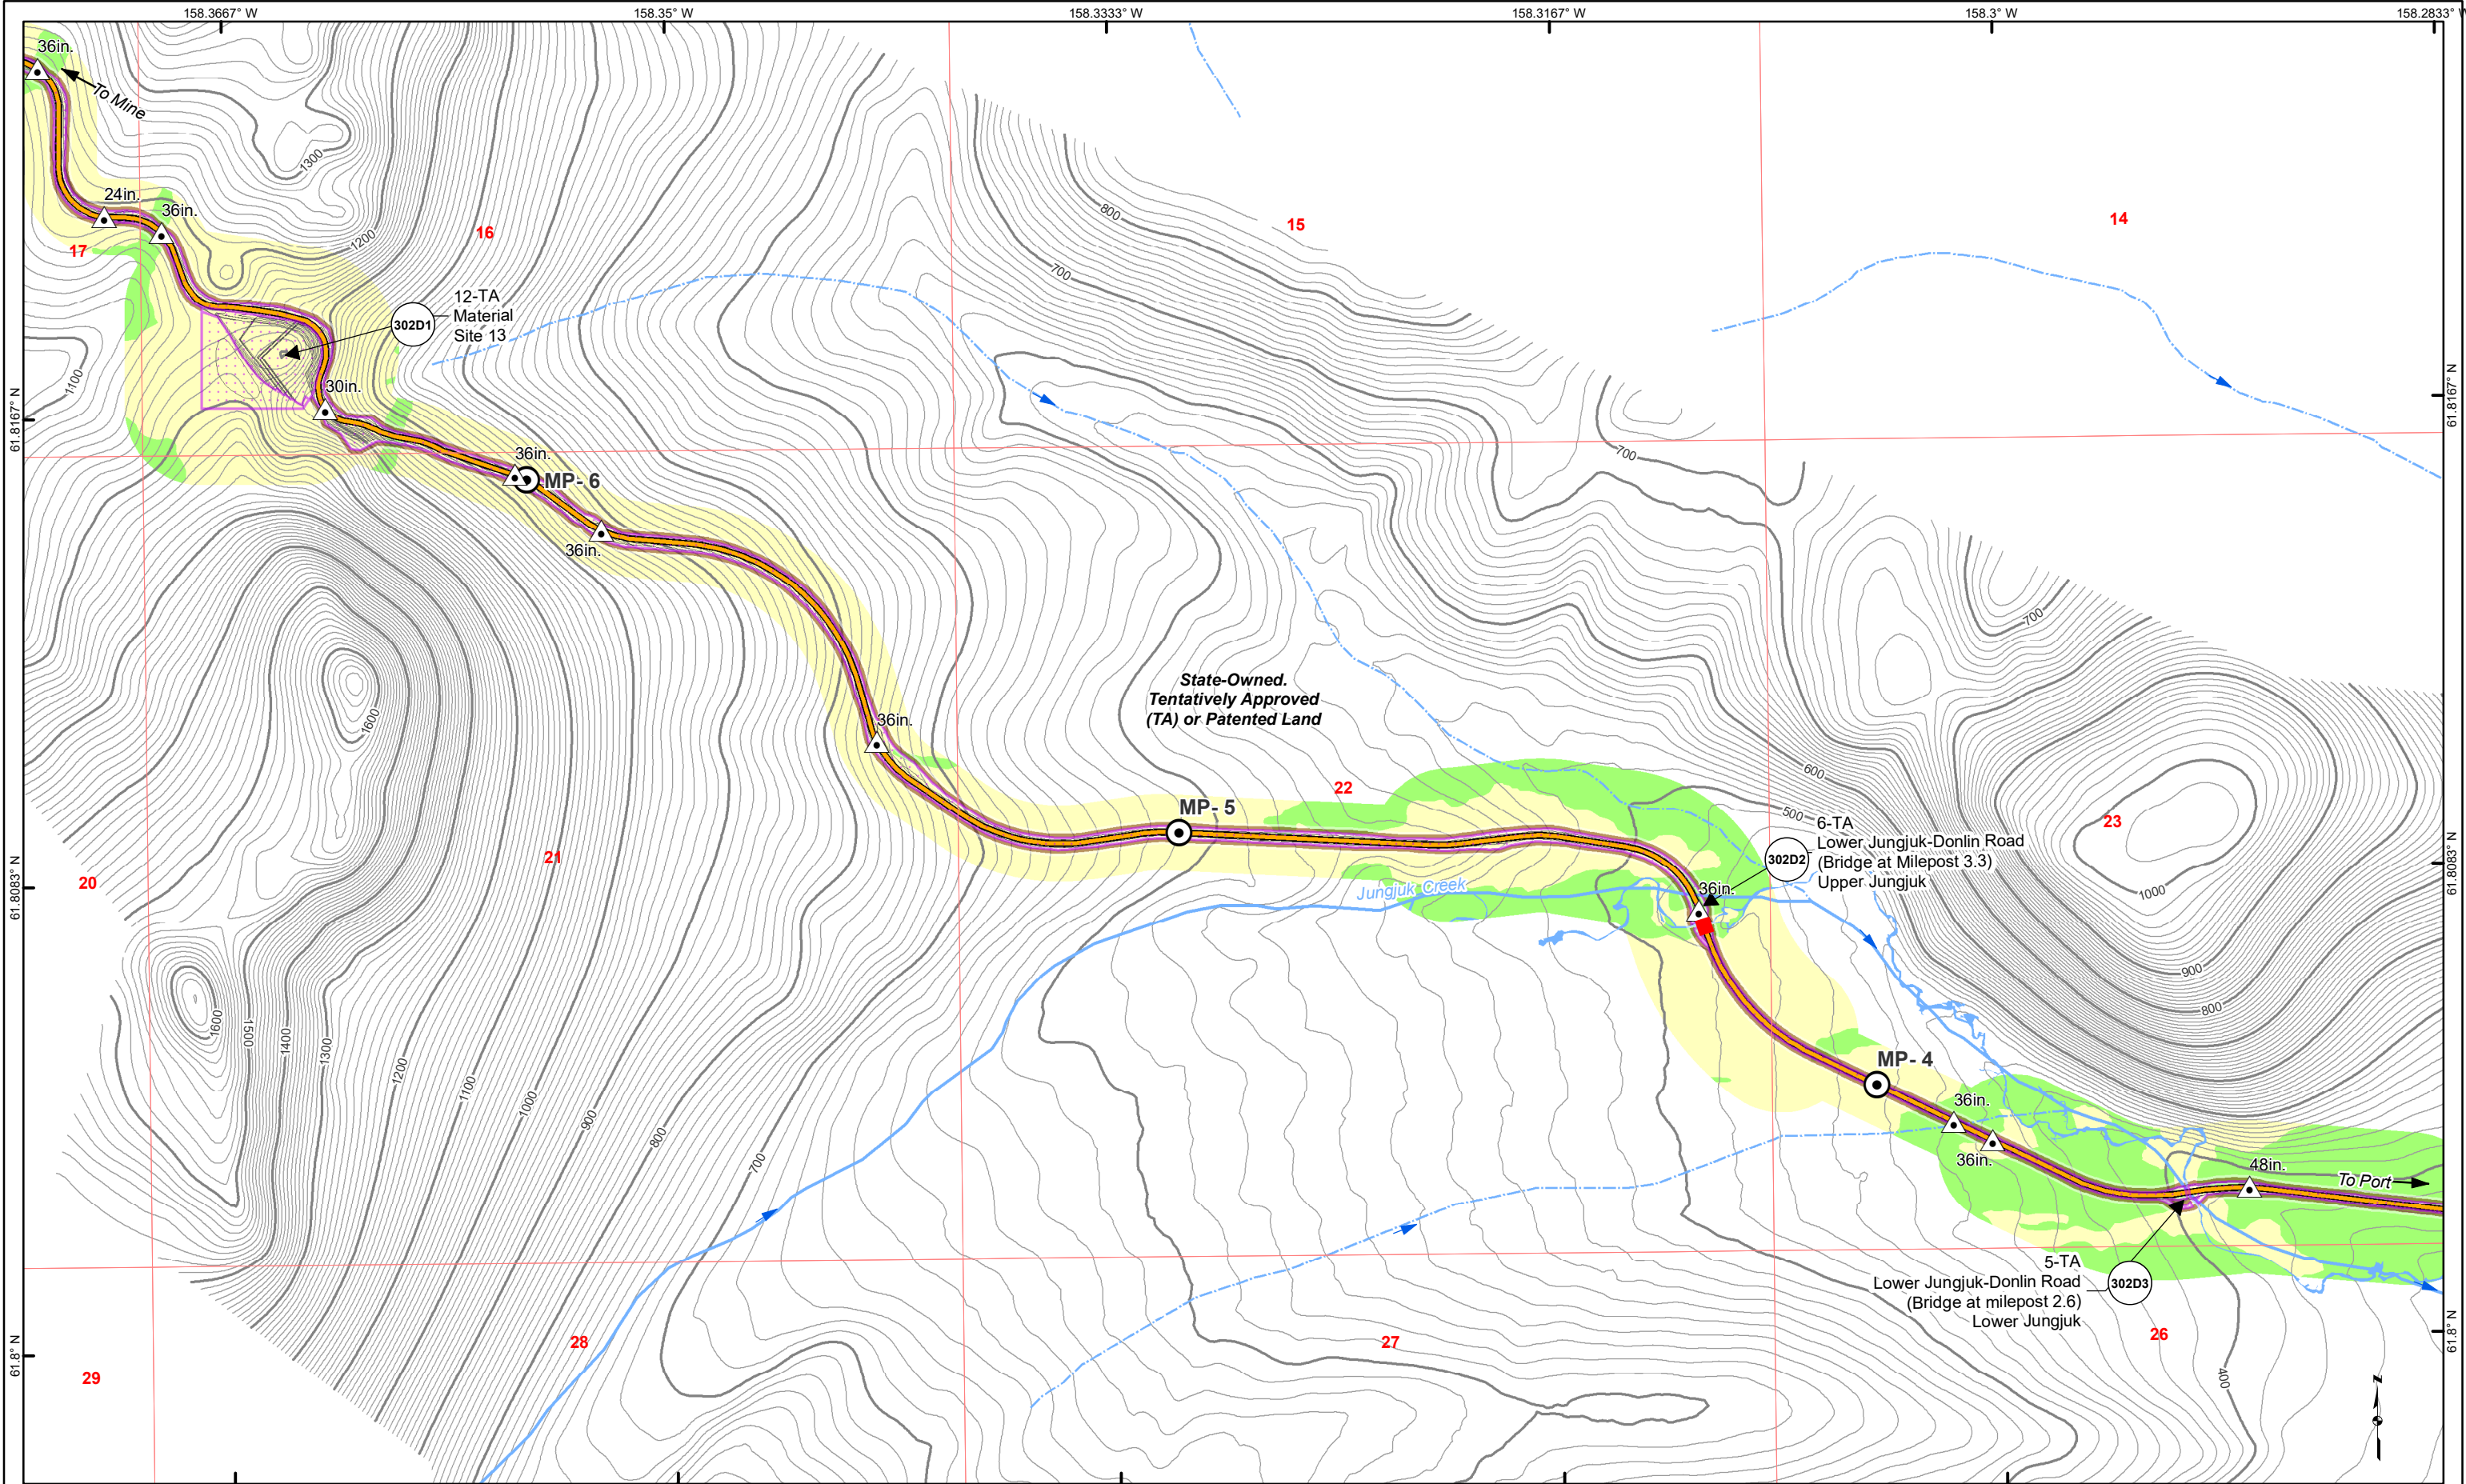 158.3667° W
158.35° W
158.3333° W
158.3167° W
158.3° W
158.2833° W
36in.
To Mine
1300
24in.
36in.
17
1200
16
800
15
14
700
12-TA
Material
Site 13
302D1
1100
30in.
61.8167° N
61.8167° N
700
36in.
MP- 6
36in.
700
1600
State-Owned.
Tentatively Approved
(TA) or Patented Land
36in.
600
22
MP- 5
500
6-TA
Lower Jungjuk-Donlin Road
(Bridge at Milepost 3.3)
Upper Jungjuk
302D2
23
21
20
61.8083° N
61.8083° N
Jungjuk Creek
36in.
1000
900
800
1600
1500
1400
1300
1200
1100
1000
900
800
700
MP- 4
36in.
36in.
48in.
To Port
5-TA
Lower Jungjuk-Donlin Road
(Bridge at milepost 2.6)
Lower Jungjuk
302D3
28
27
26
61.8° N
61.8° N
29
400
N